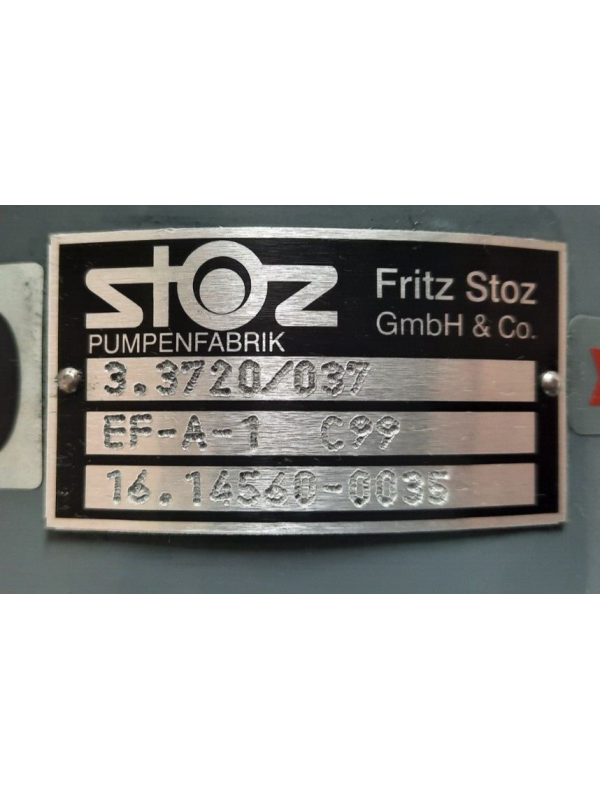 stoz
PUMPENFABRIK
Fritz Stoz
GmbH & Co.
3.3720/037
EF-A-1 C99
16.14560-0035